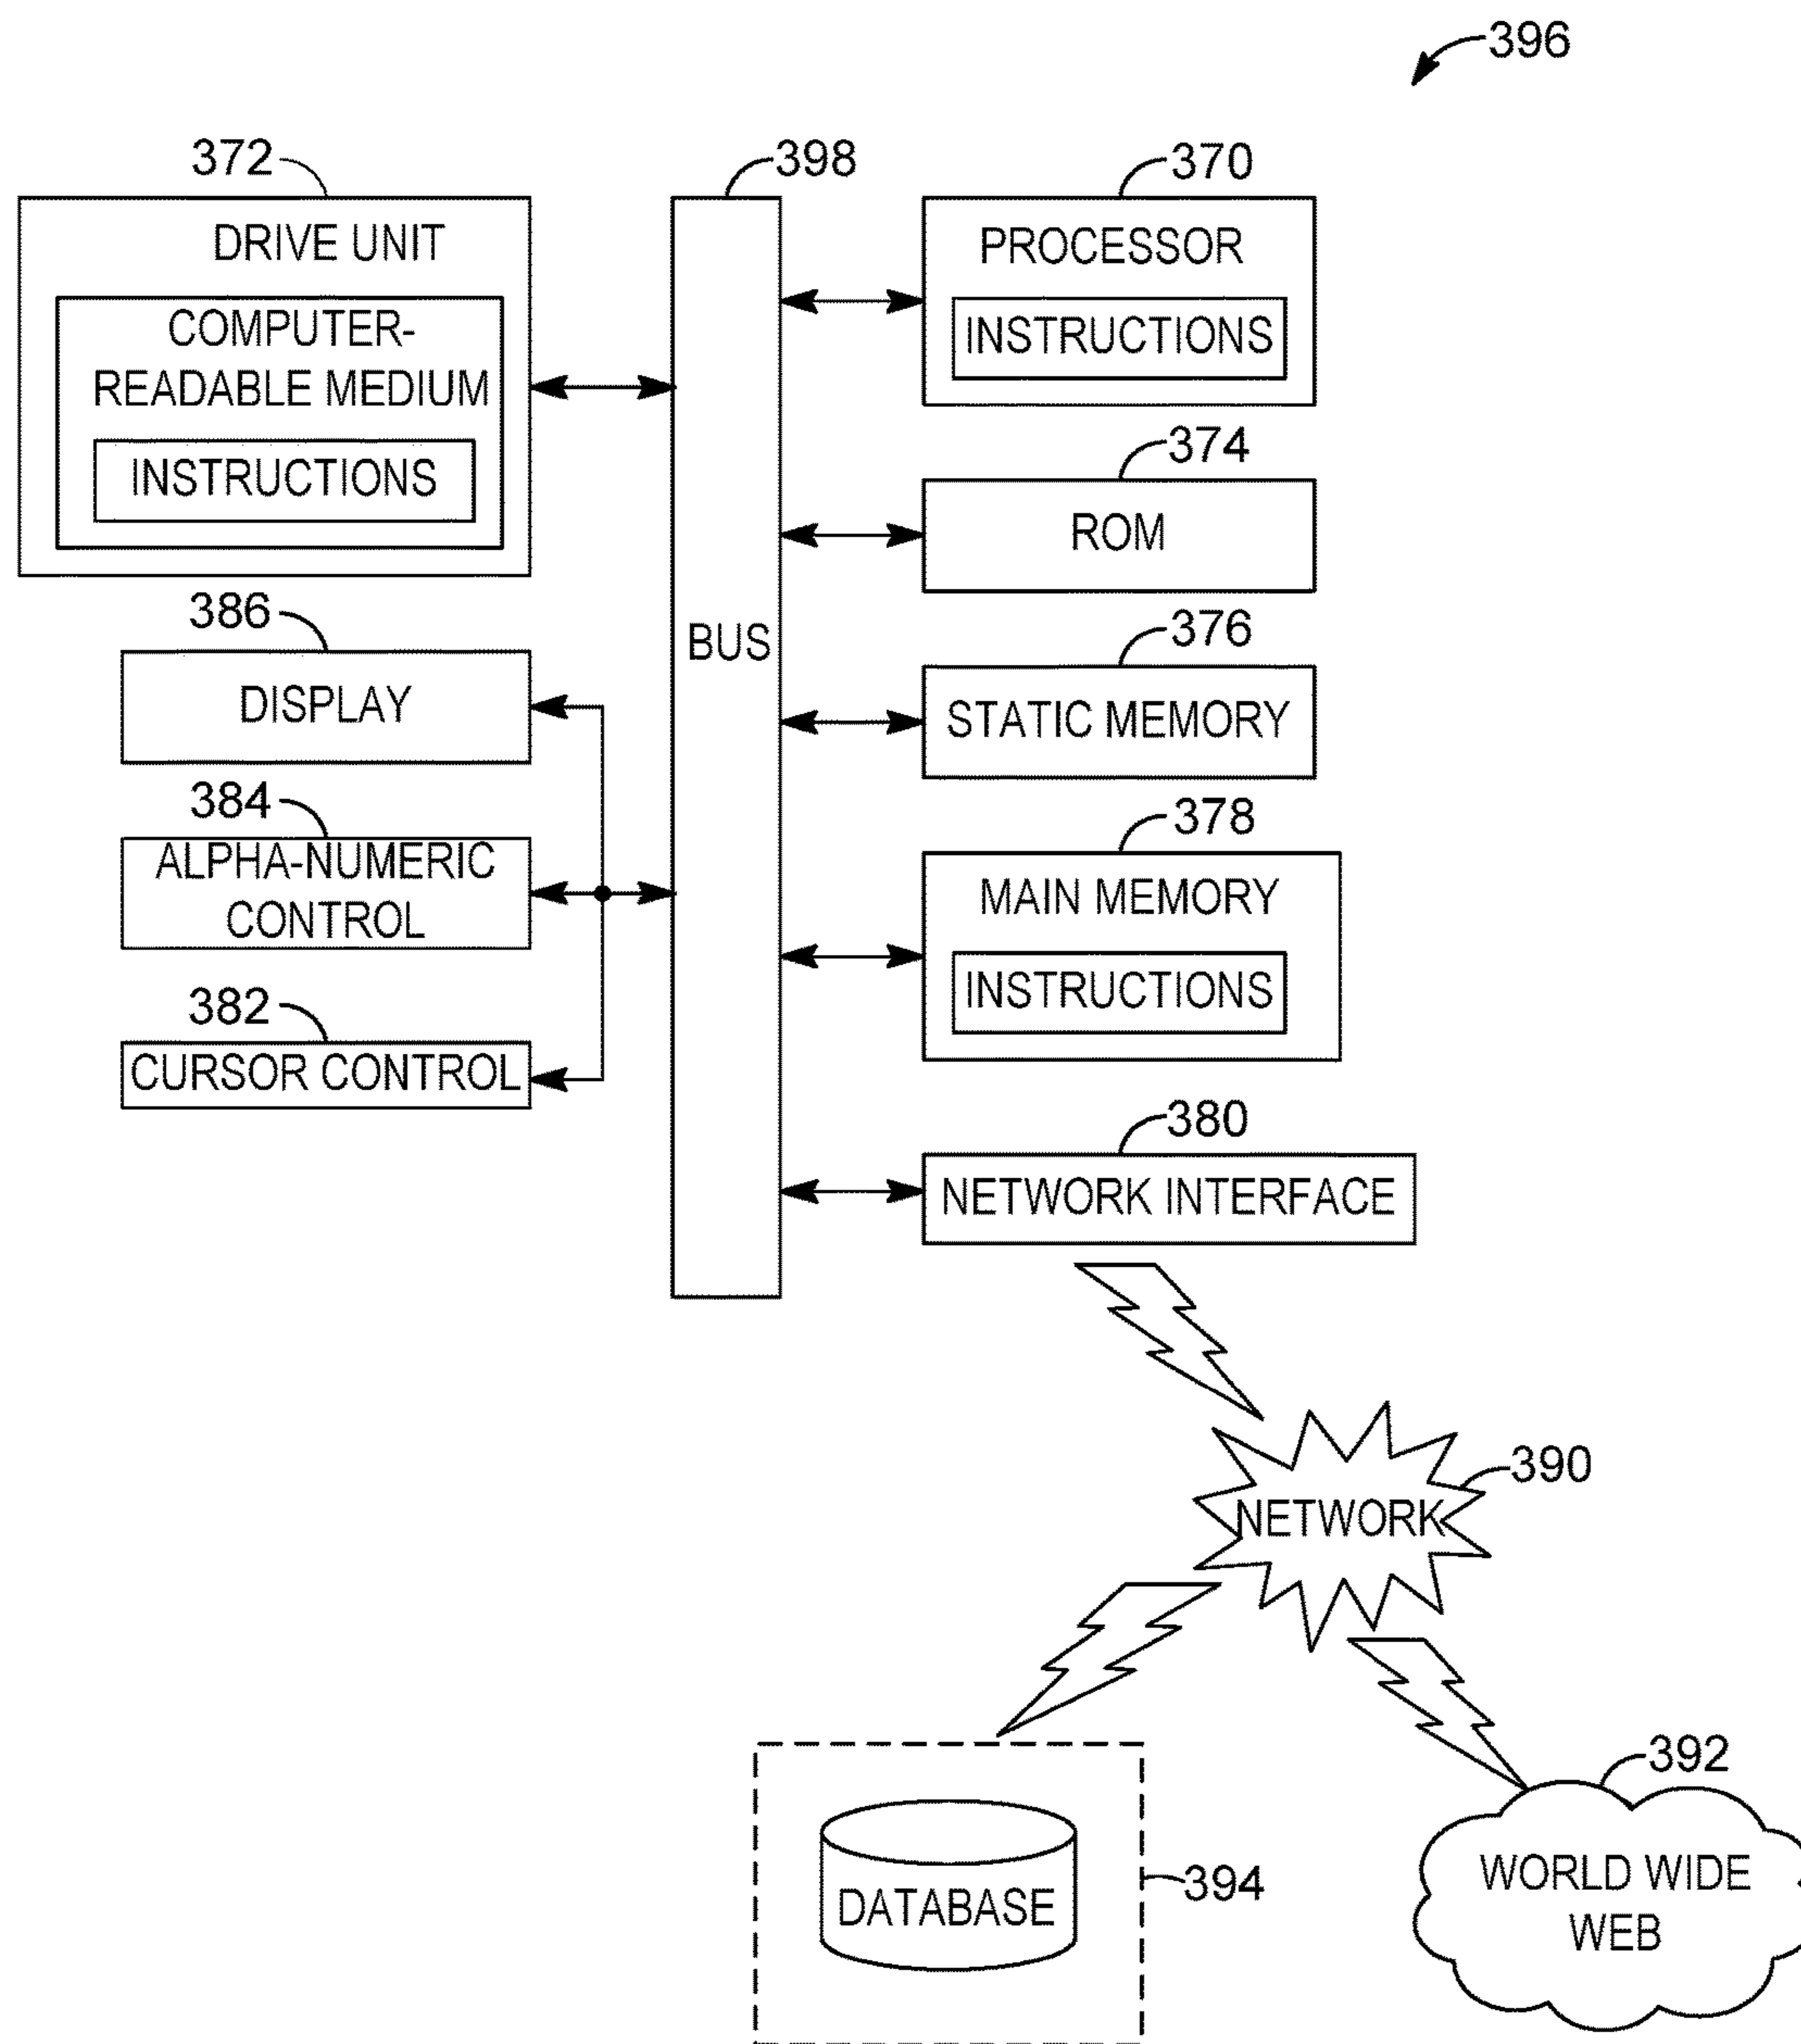 396
372
398
370
DRIVE UNIT
COMPUTER-
READABLE MEDIUM
INSTRUCTIONS
PROCESSOR
INSTRUCTIONS
374
ROM
386
DISPLAY
BUS
376
STATIC MEMORY
384
ALPHA-NUMERIC
CONTROL
378
MAIN MEMORY
INSTRUCTIONS
382
CURSOR CONTROL
380
NETWORK INTERFACE
390
NETWORK
392
WORLD WIDE
WEB
394
DATABASE